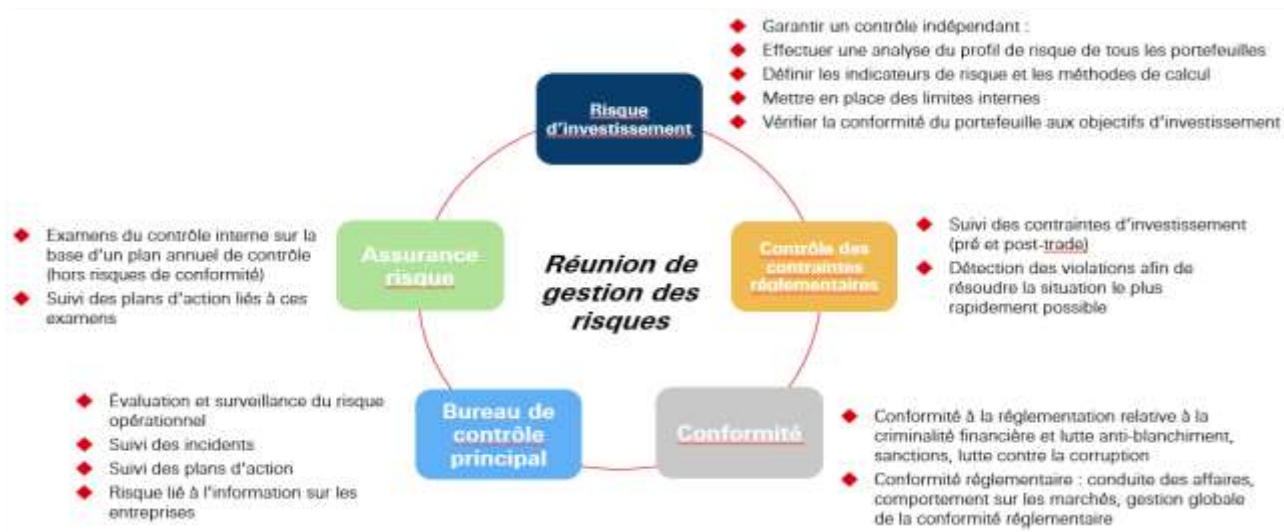 Garantir un contrôle indépendant :
Effectuer une analyse du profil de risque de tous les portefeuilles
Définir les indicateurs de risque et les méthodes de calcul
Mettre en place des limites internes
Vérifier la conformité du portefeuille aux objectifs d'investissement
Risque
d'investissement
Examens du contrôle interne sur la
base d'un plan annuel de contrôle
(hors risques de conformité)
Suivi des plans d'action liés à ces
examens
Assurance
risque
Réunion de
gestion des
risques
Contrôle des
contraintes
réglementaires
Suivi des contraintes d'investissement
(pré et post-trade)
Détection des violations afin de
résoudre la situation le plus
rapidement possible
Évaluation et surveillance du risque
opérationnel
Suivi des incidents
Suivi des plans d'action
Risque lié à l'information sur les
entreprises
Bureau de
contrôle
principal
Conformité
Conformité à la réglementation relative à la
criminalité financière et lutte anti-blanchiment,
sanctions, lutte contre la corruption
Conformité réglementaire : conduite des affaires,
comportement sur les marchés, gestion globale
de la conformité réglementaire